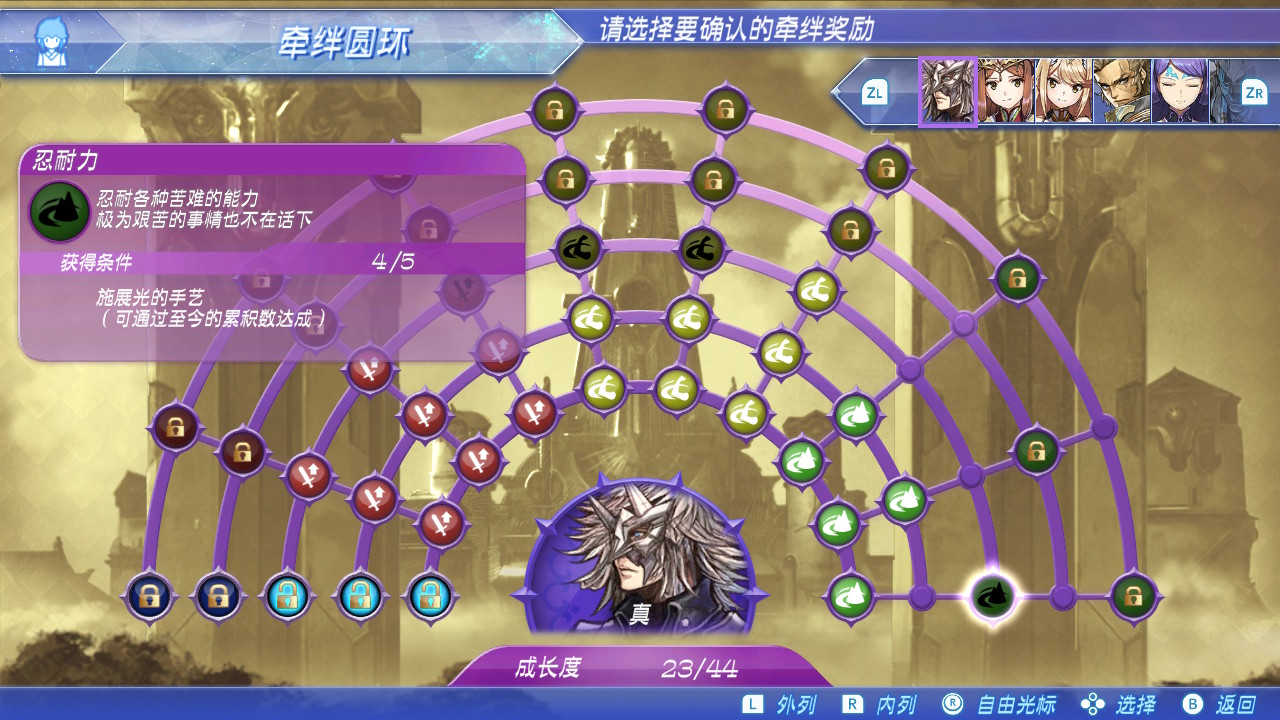 牵绊圆环
请选择要确认的牵绊奖励
ZL
ZR
忍耐力
忍耐各种苦难的能力
极为艰苦的事情也不在话下
获得条件 4/5
施展光的手艺
(可通过至今的累积数达成)
真
成长度 23/44
L 外列 R 内列 R 自由光标 选择 B 返回